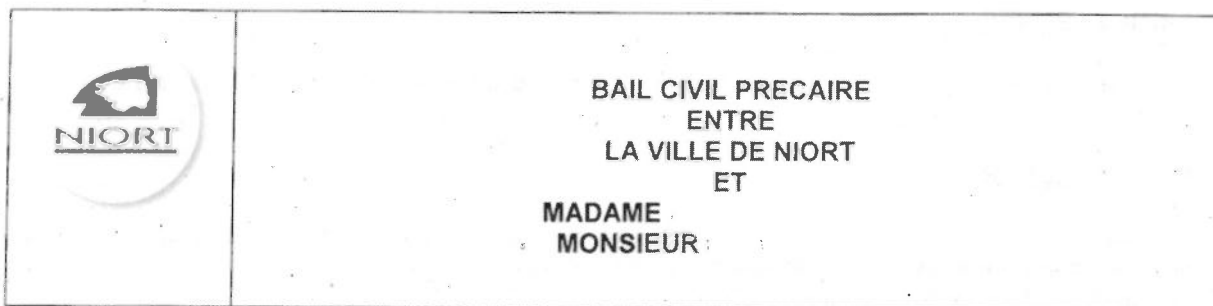 NIORT
BAIL CIVIL PRECAIRE
ENTRE
LA VILLE DE NIORT
ET
MADAME
MONSIEUR